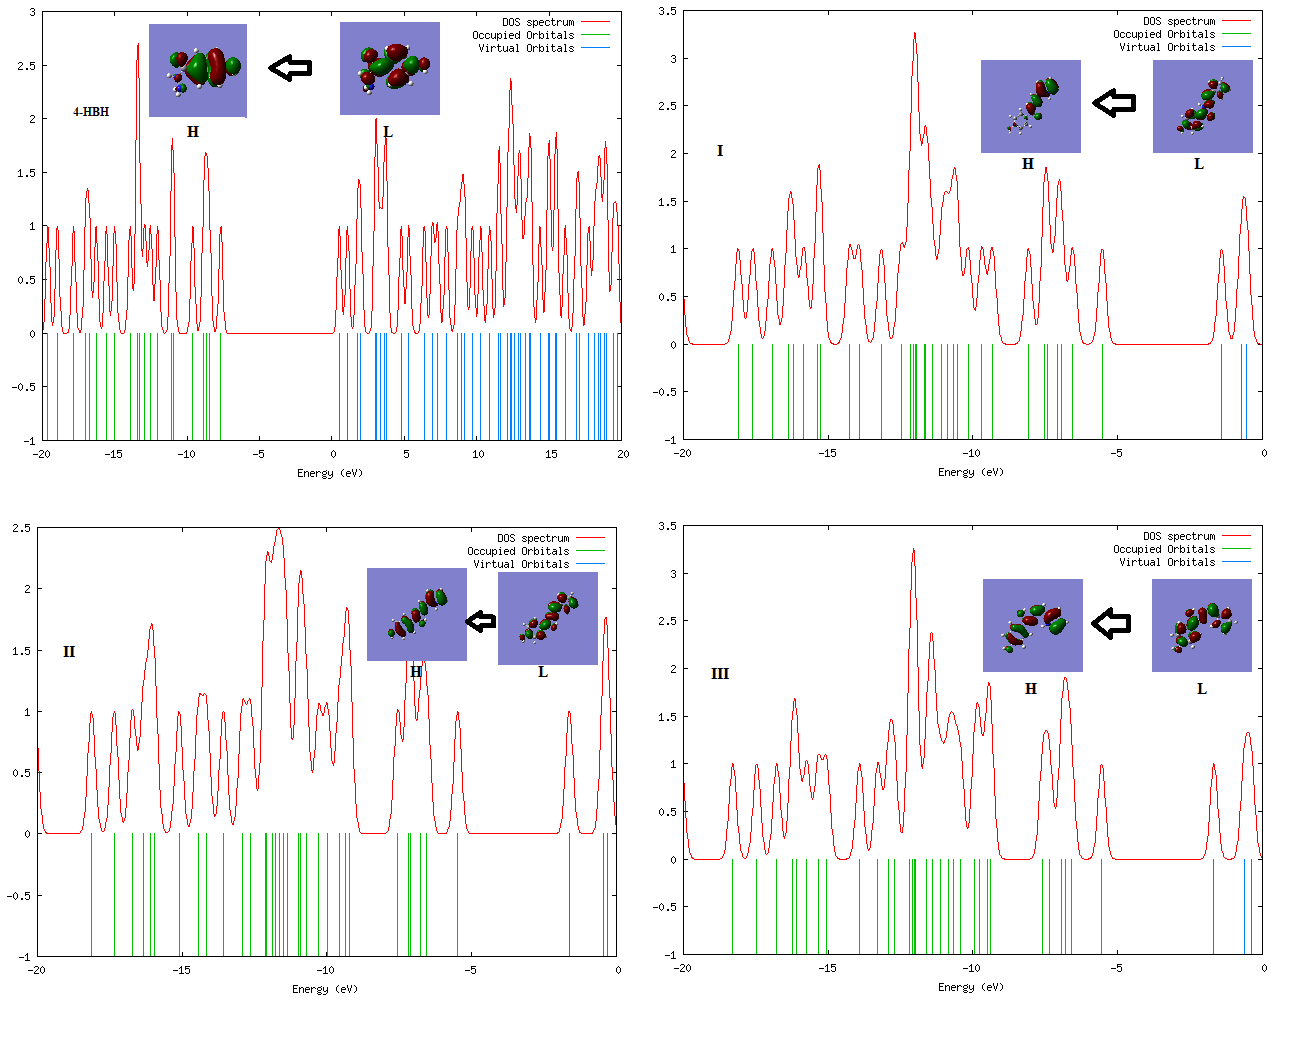 3
2.5
2
1.5
1
0.5
0
−0.5
−1
DOS spectrum
Occupied Orbitals
Virtual Orbitals
4-HBH
H
L
−20 −15 −10 −5 0 5 10 15 20
Energy (eV)
3.5
3
2.5
2
1.5
1
0.5
0
−0.5
−1
DOS spectrum
Occupied Orbitals
Virtual Orbitals
I
H
L
−20 −15 −10 −5 0
Energy (eV)
2.5
2
1.5
1
0.5
0
−0.5
−1
DOS spectrum
Occupied Orbitals
Virtual Orbitals
II
H
L
−20 −15 −10 −5 0
Energy (eV)
3.5
3
2.5
2
1.5
1
0.5
0
−0.5
−1
DOS spectrum
Occupied Orbitals
Virtual Orbitals
III
H
L
−20 −15 −10 −5 0
Energy (eV)